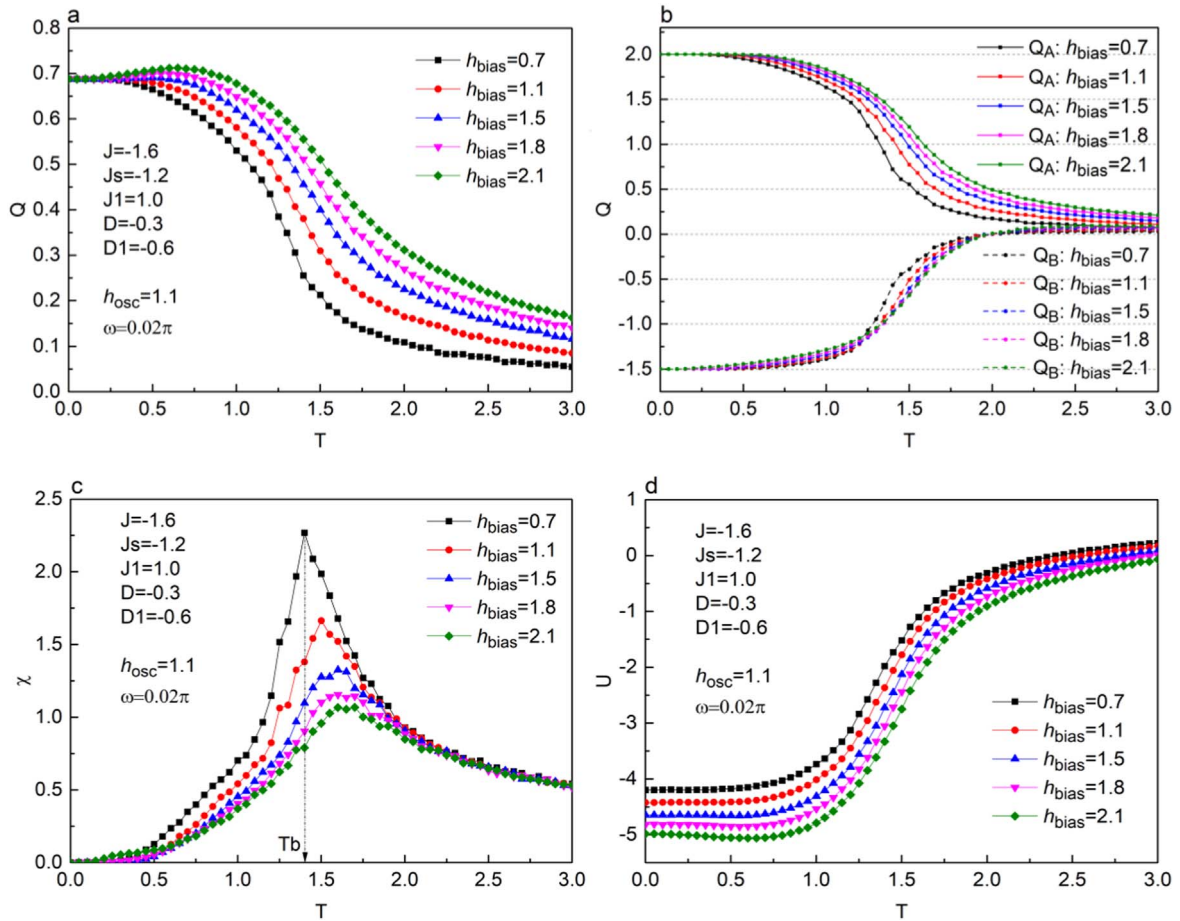 a
0.8
0.7
0.6
0.5
0.4
0.3
0.2
0.1
0.0
Q
hbias=0.7
hbias=1.1
hbias=1.5
hbias=1.8
hbias=2.1
J=-1.6
Js=-1.2
J1=1.0
D=-0.3
D1=-0.6
hosc=1.1
ω=0.02π
0.0 0.5 1.0 1.5 2.0 2.5 3.0
T
b
2.0
1.5
1.0
0.5
0.0
-0.5
-1.0
-1.5
Q
QA: hbias=0.7
QA: hbias=1.1
QA: hbias=1.5
QA: hbias=1.8
QA: hbias=2.1
QB: hbias=0.7
QB: hbias=1.1
QB: hbias=1.5
QB: hbias=1.8
QB: hbias=2.1
0.0 0.5 1.0 1.5 2.0 2.5 3.0
T
c
2.5
2.0
1.5
1.0
0.5
0.0
χ
J=-1.6
Js=-1.2
J1=1.0
D=-0.3
D1=-0.6
hosc=1.1
ω=0.02π
hbias=0.7
hbias=1.1
hbias=1.5
hbias=1.8
hbias=2.1
Tb
0.0 0.5 1.0 1.5 2.0 2.5 3.0
T
d
1
0
-1
-2
-3
-4
-5
U
J=-1.6
Js=-1.2
J1=1.0
D=-0.3
D1=-0.6
hosc=1.1
ω=0.02π
hbias=0.7
hbias=1.1
hbias=1.5
hbias=1.8
hbias=2.1
0.0 0.5 1.0 1.5 2.0 2.5 3.0
T